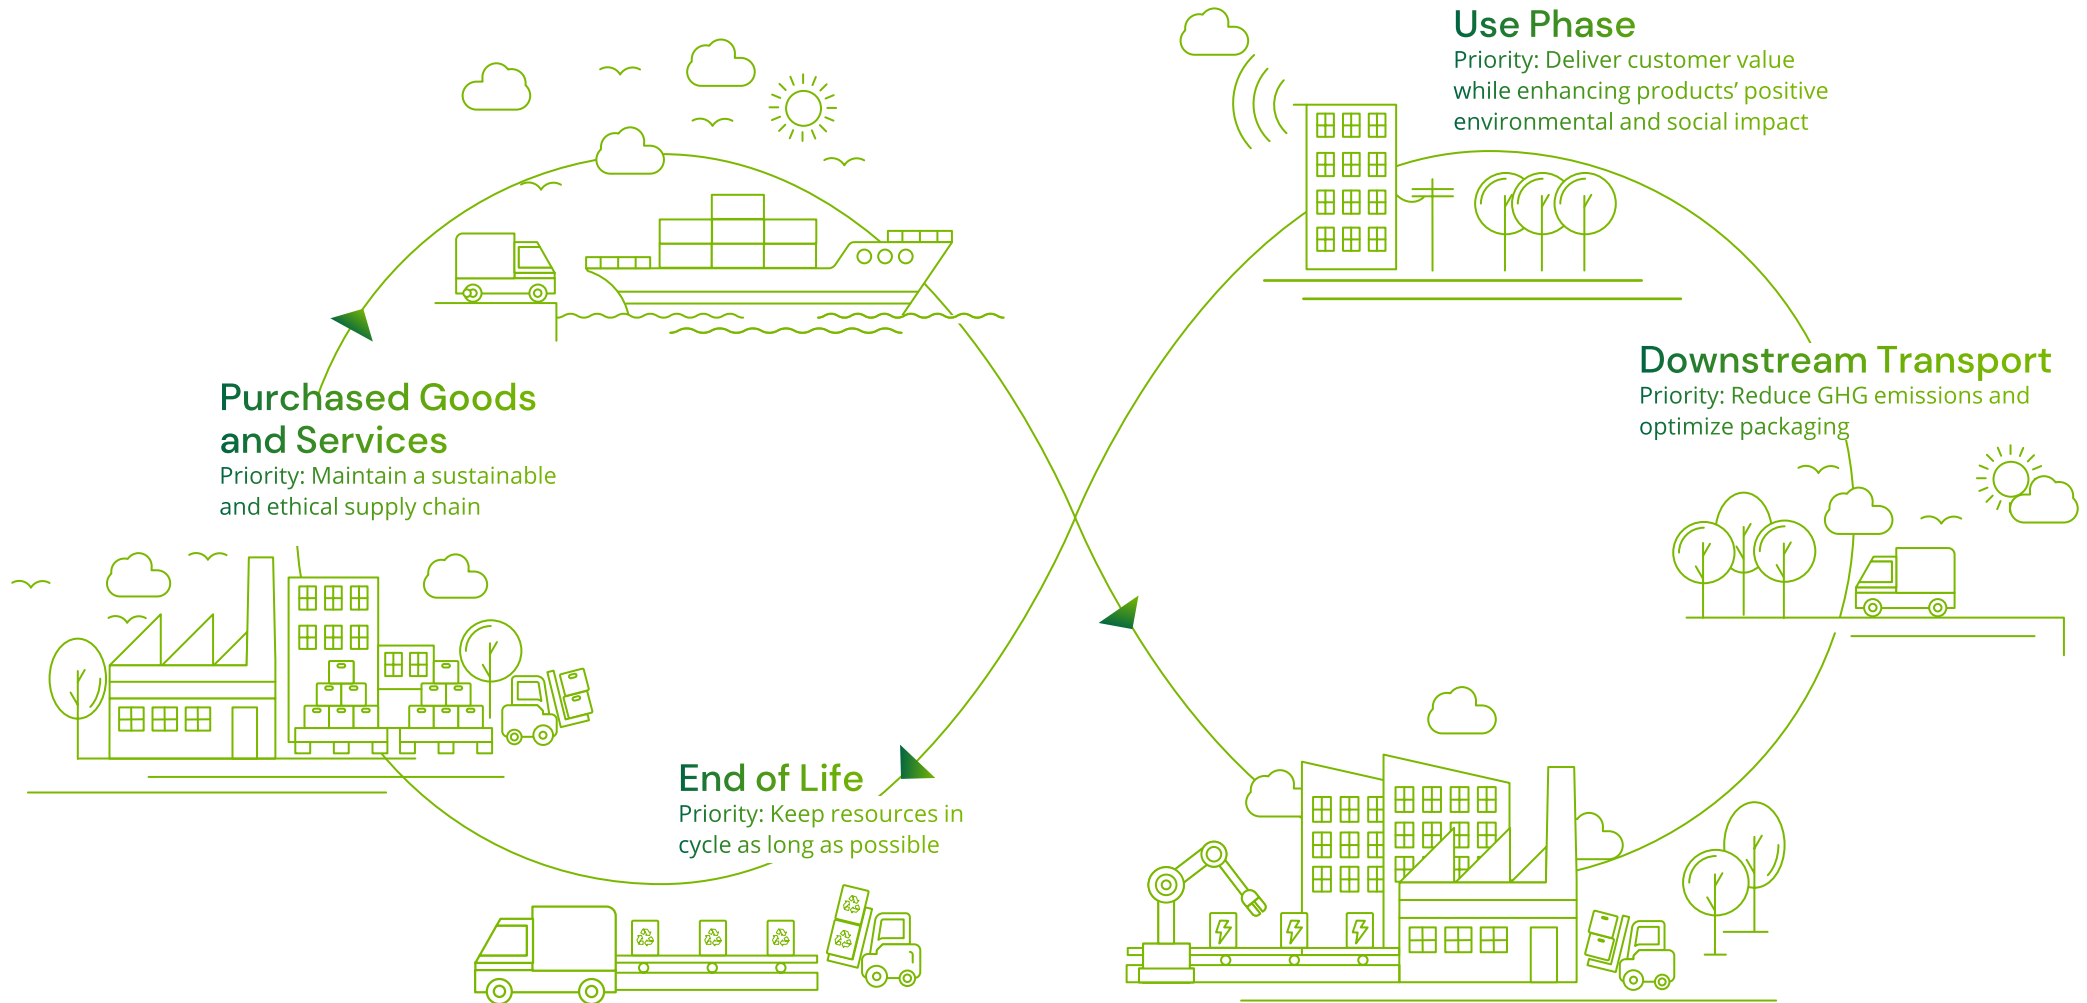 Use Phase
Priority: Deliver customer value
while enhancing products’ positive
environmental and social impact
Downstream Transport
Priority: Reduce GHG emissions and
optimize packaging
Purchased Goods
and Services
Priority: Maintain a sustainable
and ethical supply chain
End of Life
Priority: Keep resources in
cycle as long as possible